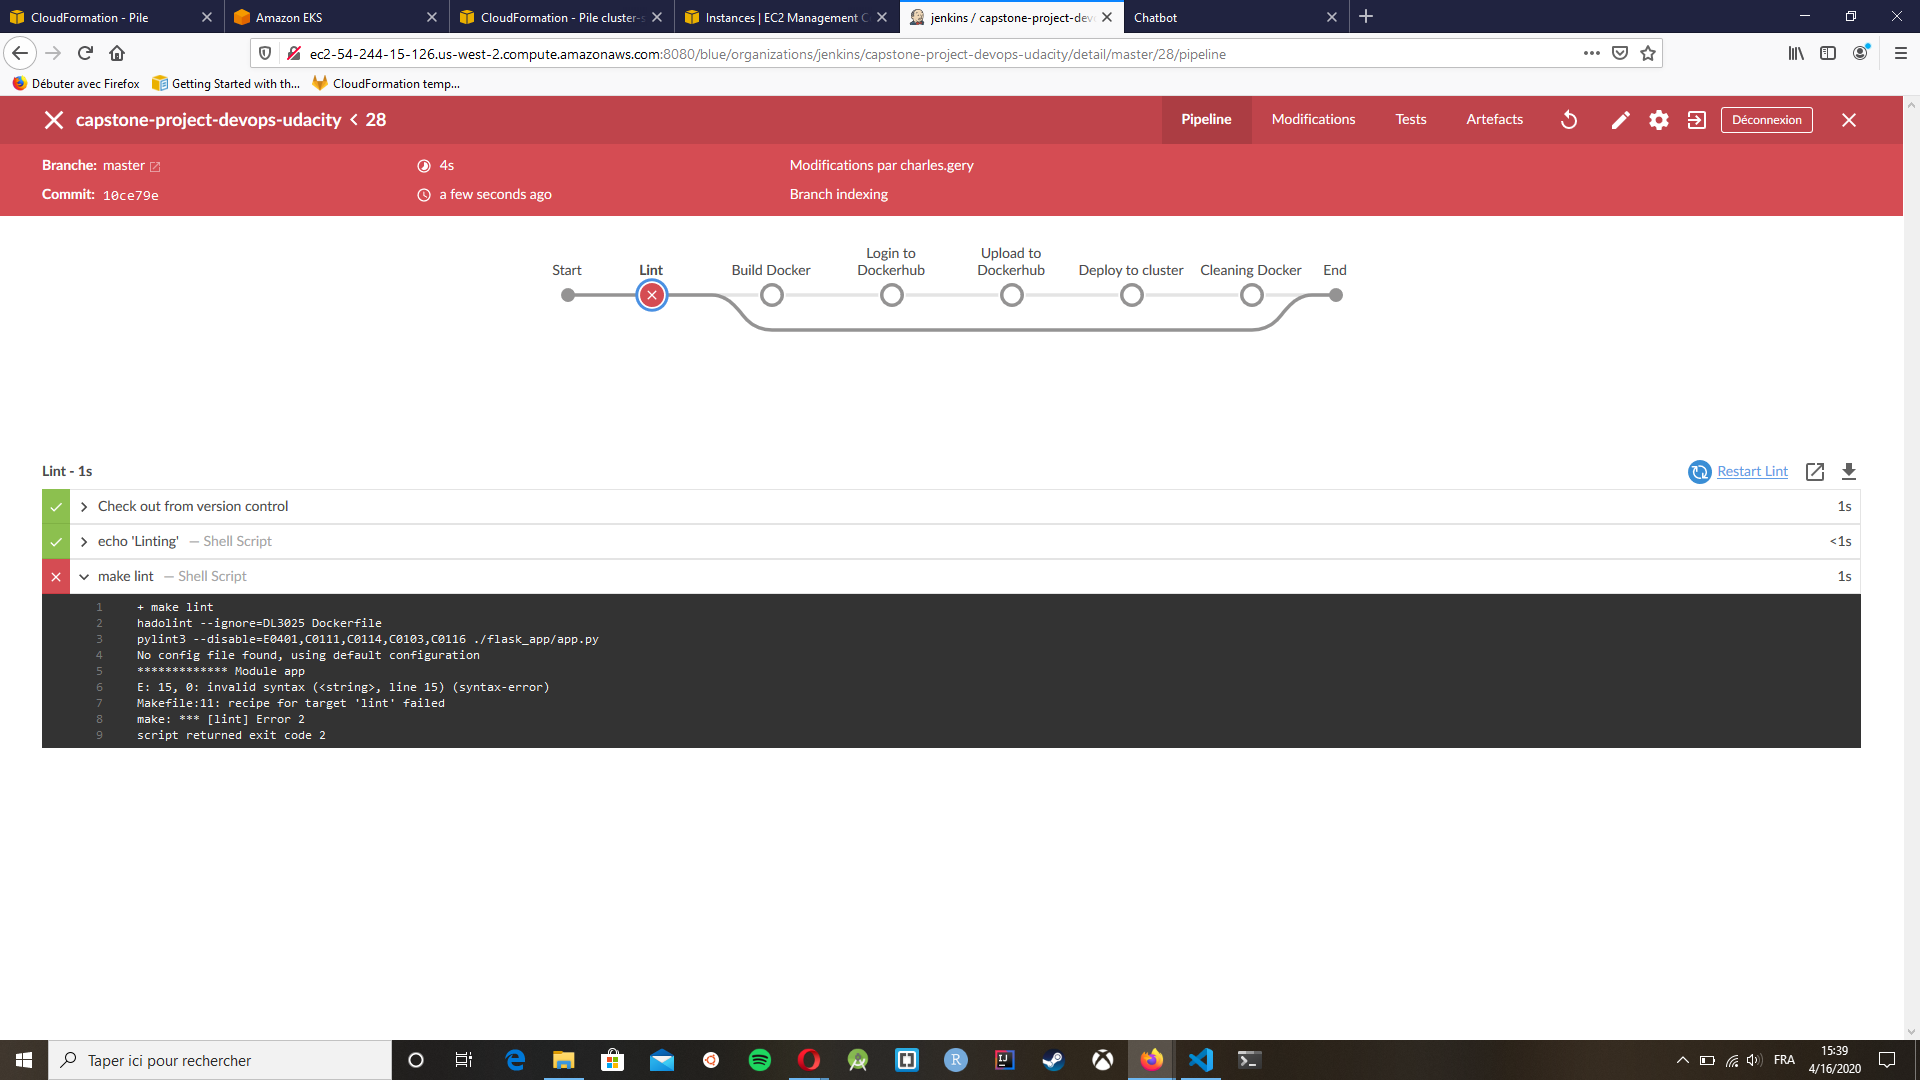 CloudFormation - Pile
Amazon EKS
CloudFormation - Pile cluster-s
Instances | EC2 Management C
jenkins / capstone-project-dev
Chatbot
ec2-54-244-15-126.us-west-2.compute.amazonaws.com:8080/blue/organizations/jenkins/capstone-project-devops-udacity/detail/master/28/pipeline
Débuter avec Firefox
Getting Started with th...
CloudFormation temp...
capstone-project-devops-udacity < 28
Pipeline
Modifications
Tests
Artefacts
Déconnexion
Branche: master
4s
Modifications par charles.gery
Commit: 10ce79e
a few seconds ago
Branch indexing
Start
Lint
Build Docker
Login to
Dockerhub
Upload to
Dockerhub
Deploy to cluster
Cleaning Docker
End
Lint - 1s
Restart Lint
Check out from version control
1s
echo 'Linting' — Shell Script
<1s
make lint — Shell Script
1s
1 + make lint
2 hadolint --ignore=DL3025 Dockerfile
3 pylint3 --disable=E0401,C0111,C0114,C0103,C0116 ./flask_app/app.py
4 No config file found, using default configuration
5 ************* Module app
6 E: 15, 0: invalid syntax (<string>, line 15) (syntax-error)
7 Makefile:11: recipe for target 'lint' failed
8 make: *** [lint] Error 2
9 script returned exit code 2
Taper ici pour rechercher
R
IJ
FRA
15:39
4/16/2020